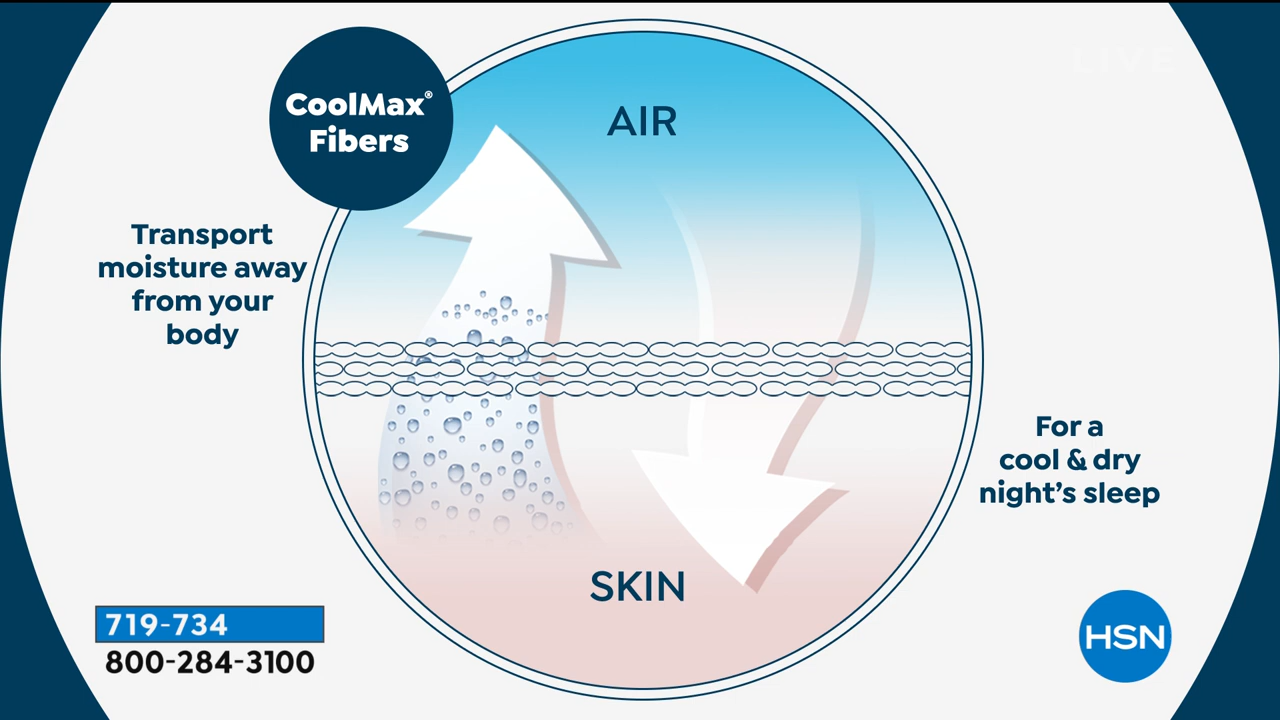 LIVE
CoolMax®
Fibers
AIR
Transport
moisture away
from your
body
For a
cool & dry
night's sleep
SKIN
719-734
800-284-3100
HSN